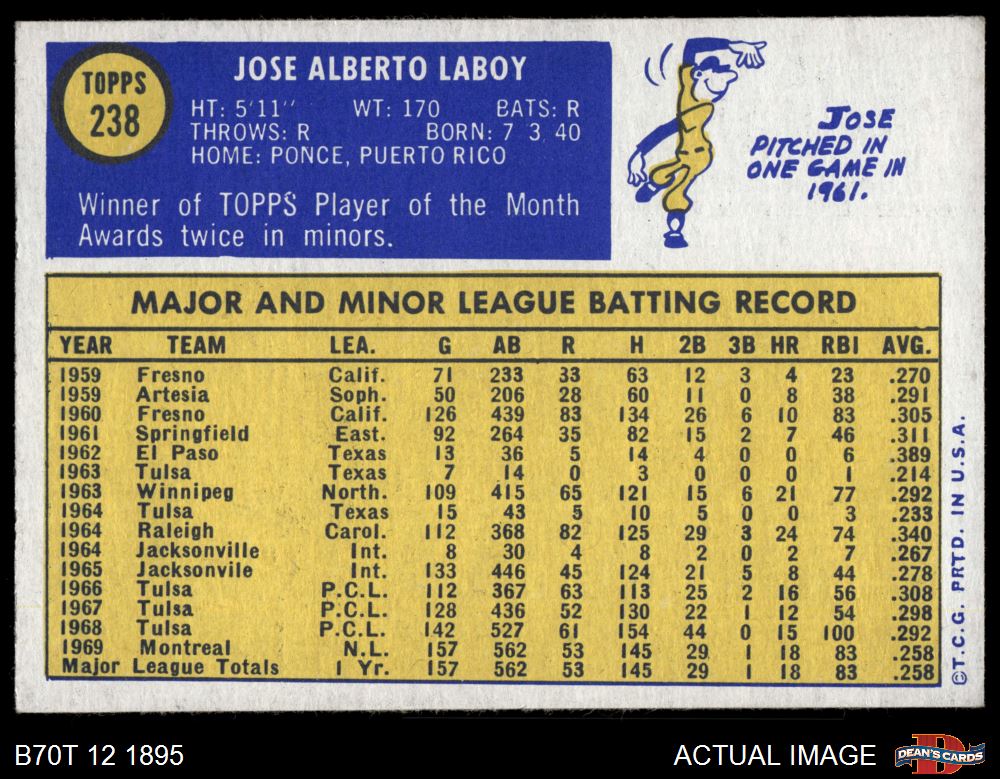 TOPPS
238
JOSE ALBERTO LABOY
HT: 5'11" WT: 170 BATS: R
THROWS: R BORN: 7 3 40
HOME: PONCE, PUERTO RICO
Winner of TOPPS Player of the Month
Awards twice in minors.
JOSE
PITCHED IN
ONE GAME IN
1961.
MAJOR AND MINOR LEAGUE BATTING RECORD
YEAR TEAM LEA. G AB R H 2B 3B HR RBI AVG.
1959 Fresno Calif. 71 233 33 63 12 3 4 23 .270
1959 Artesia Soph. 50 206 28 60 11 0 8 38 .291
1960 Fresno Calif. 126 439 83 134 26 6 10 83 .305
1961 Springfield East. 92 264 35 82 15 2 7 46 .311
1962 El Paso Texas 13 36 5 14 4 0 0 6 .389
1963 Tulsa Texas 7 14 0 3 0 0 0 1 .214
1963 Winnipeg North. 109 415 65 121 15 6 21 77 .292
1964 Tulsa Texas 15 43 5 10 5 0 0 3 .233
1964 Raleigh Carol. 112 368 82 125 29 3 24 74 .340
1964 Jacksonville Int. 8 30 4 8 2 0 2 7 .267
1965 Jacksonvile Int. 133 446 45 124 21 5 8 44 .278
1966 Tulsa P.C.L. 112 367 63 113 25 2 16 56 .308
1967 Tulsa P.C.L. 128 436 52 130 22 1 12 54 .298
1968 Tulsa P.C.L. 142 527 61 154 44 0 15 100 .292
1969 Montreal N.L. 157 562 53 145 29 1 18 83 .258
Major League Totals 1 Yr. 157 562 53 145 29 1 18 83 .258
©T.C.G. PRTD. IN U.S.A.
B70T 12 1895
ACTUAL IMAGE
DEAN'S CARDS